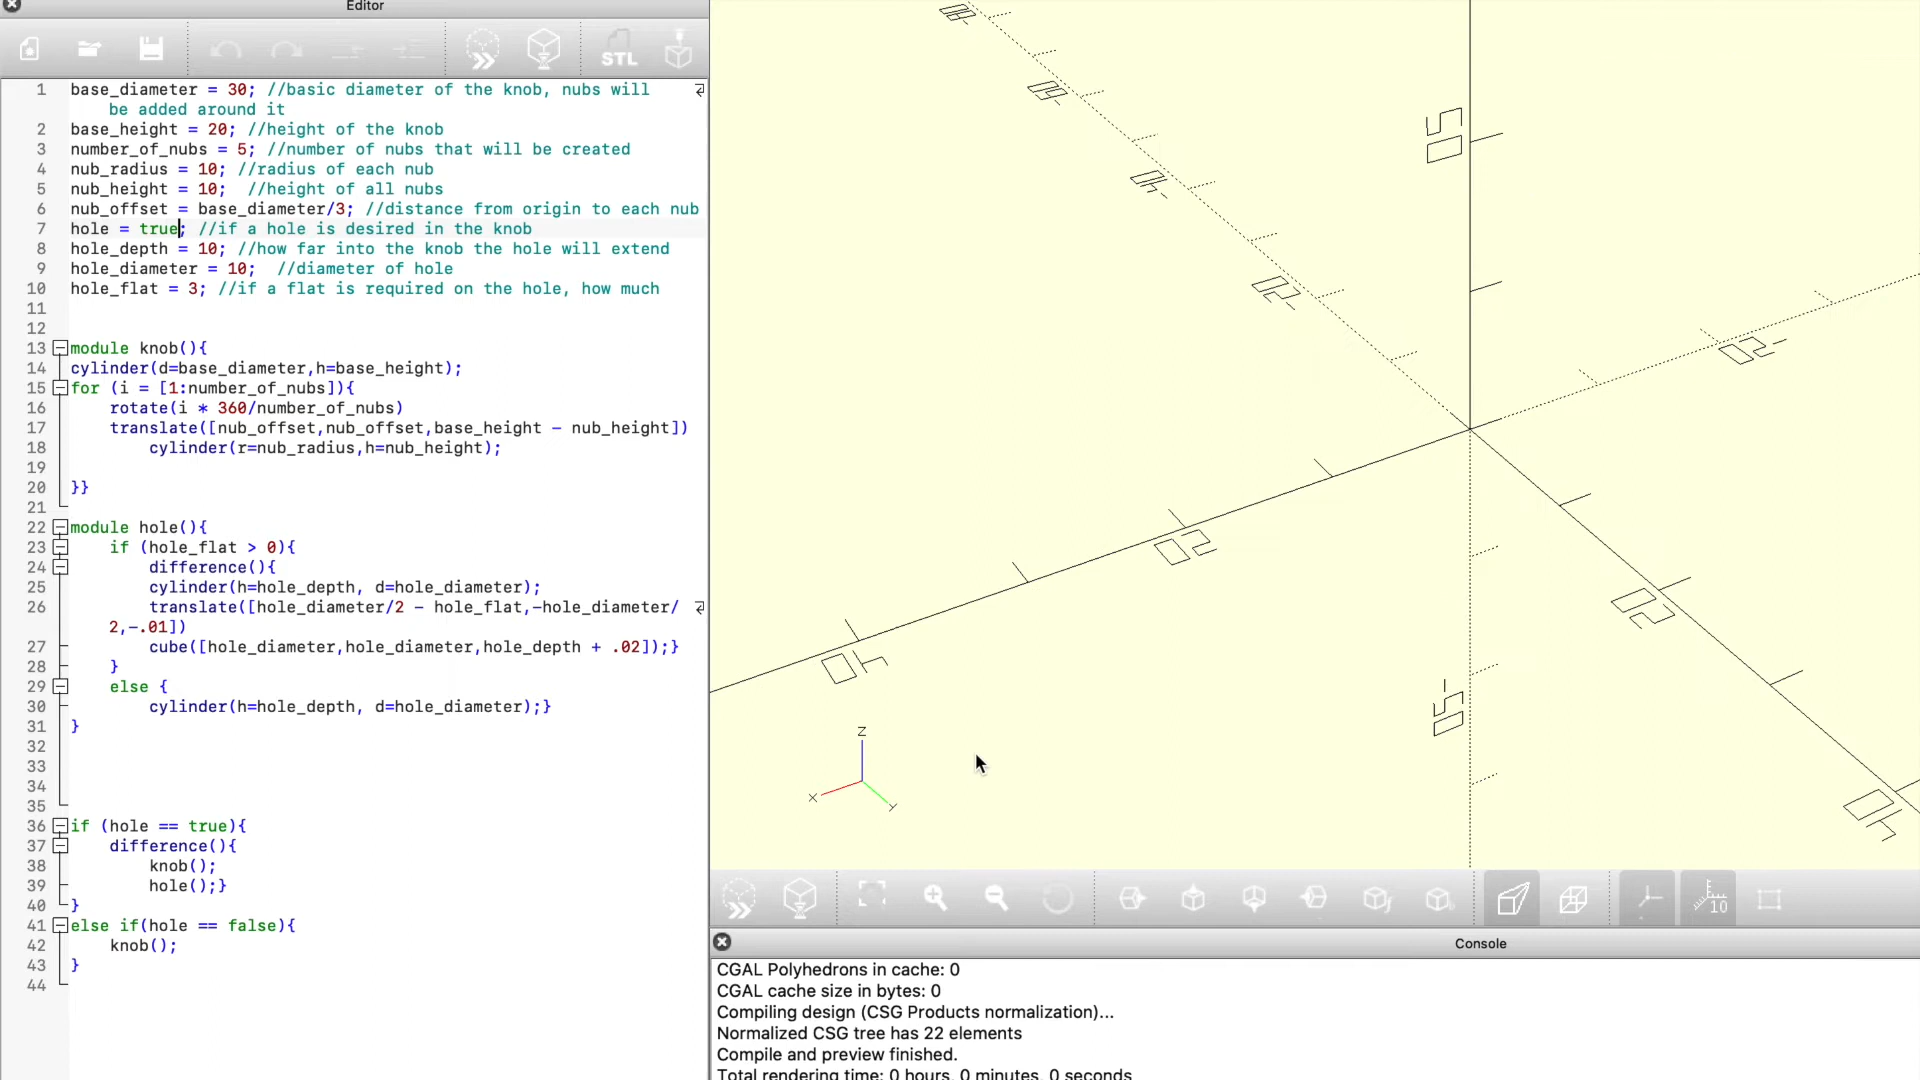 Editor
STL
1 base_diameter = 30; //basic diameter of the knob, nubs will
be added around it
2 base_height = 20; //height of the knob
3 number_of_nubs = 5; //number of nubs that will be created
4 nub_radius = 10; //radius of each nub
5 nub_height = 10;  //height of all nubs
6 nub_offset = base_diameter/3; //distance from origin to each nub
7 hole = true; //if a hole is desired in the knob
8 hole_depth = 10; //how far into the knob the hole will extend
9 hole_diameter = 10;  //diameter of hole
10 hole_flat = 3; //if a flat is required on the hole, how much
11
12
13 module knob(){
14 cylinder(d=base_diameter,h=base_height);
15 for (i = [1:number_of_nubs]){
16     rotate(i * 360/number_of_nubs)
17     translate([nub_offset,nub_offset,base_height - nub_height])
18         cylinder(r=nub_radius,h=nub_height);
19
20 }}
21
22 module hole(){
23     if (hole_flat > 0){
24         difference(){
25         cylinder(h=hole_depth, d=hole_diameter);
26         translate([hole_diameter/2 - hole_flat,-hole_diameter/
2,-.01])
27         cube([hole_diameter,hole_diameter,hole_depth + .02]);}
28     }
29     else {
30         cylinder(h=hole_depth, d=hole_diameter);}
31 }
32
33
34
35
36 if (hole == true){
37     difference(){
38         knob();
39         hole();}
40 }
41 else if(hole == false){
42     knob();
43 }
44
50
-20
-20
20
20
-40
40
40
-50
Z
X
Y
10
Console
CGAL Polyhedrons in cache: 0
CGAL cache size in bytes: 0
Compiling design (CSG Products normalization)...
Normalized CSG tree has 22 elements
Compile and preview finished.
Total rendering time: 0 hours, 0 minutes, 0 seconds